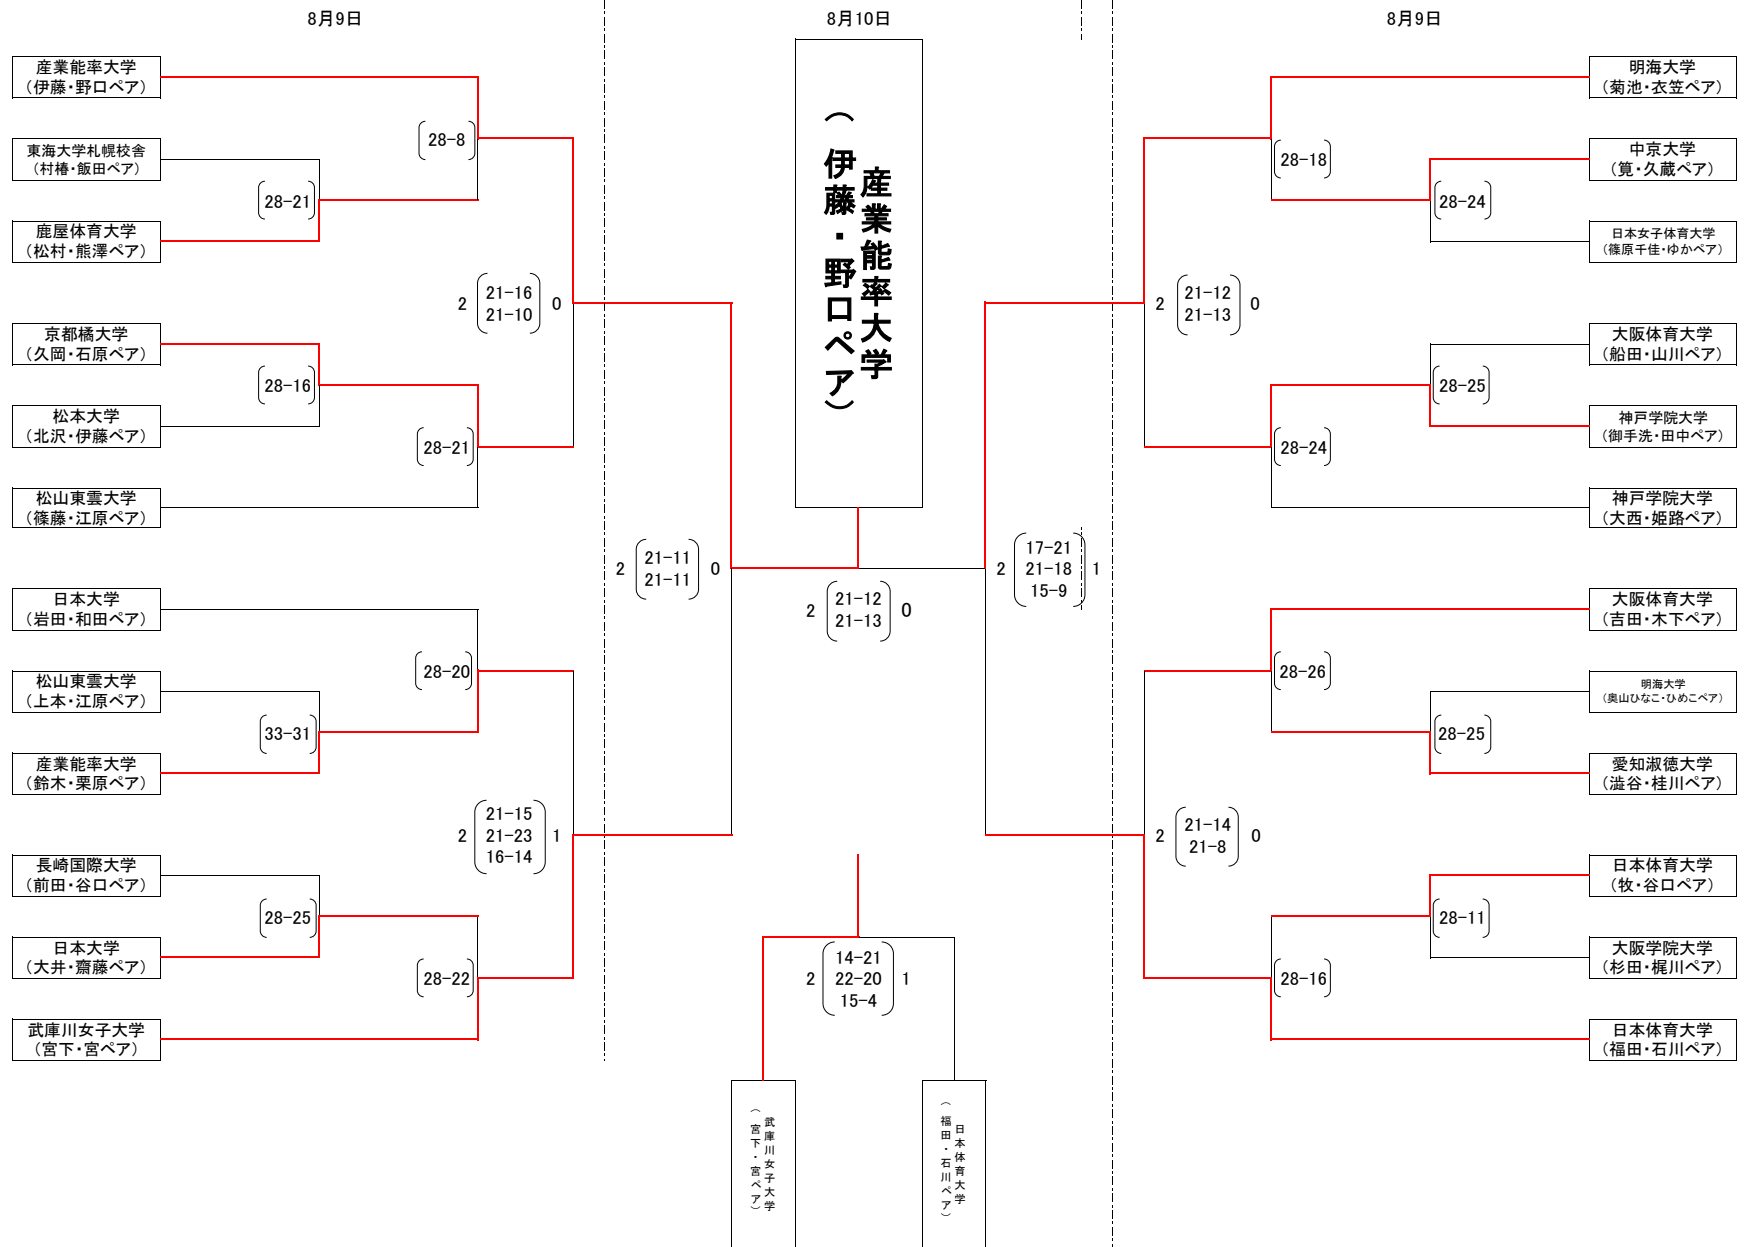 8月9日
8月10日
8月9日
産業能率大学
（伊藤・野口ペア）
東海大学札幌校舎
（村椿・飯田ペア）
鹿屋体育大学
（松村・熊澤ペア）
京都橘大学
（久岡・石原ペア）
松本大学
（北沢・伊藤ペア）
松山東雲大学
（篠藤・江原ペア）
日本大学
（岩田・和田ペア）
松山東雲大学
（上本・江原ペア）
産業能率大学
（鈴木・栗原ペア）
長崎国際大学
（前田・谷口ペア）
日本大学
（大井・齋藤ペア）
武庫川女子大学
（宮下・宮ペア）
28-8
28-21
2 21-16 0
21-10
28-16
28-21
28-20
33-31
2 21-15
21-23 1
16-14
28-25
28-22
2 21-11 0
21-11
産業能率大学
（伊藤・野口ペア）
2 21-12 0
21-13
17-21
2 21-18 1
15-9
14-21
2 22-20 1
15-4
武庫川女子大学
（宮下・宮ペア）
日本体育大学
（福田・石川ペア）
28-18
28-24
2 21-12 0
21-13
28-25
28-24
28-26
28-25
2 21-14 0
21-8
28-11
28-16
明海大学
（菊池・衣笠ペア）
中京大学
（筧・久蔵ペア）
日本女子体育大学
（篠原千佳・ゆかペア）
大阪体育大学
（船田・山川ペア）
神戸学院大学
（御手洗・田中ペア）
神戸学院大学
（大西・姫路ペア）
大阪体育大学
（吉田・木下ペア）
明海大学
（奥山ひなこ・ひめこペア）
愛知淑徳大学
（澁谷・桂川ペア）
日本体育大学
（牧・谷口ペア）
大阪学院大学
（杉田・梶川ペア）
日本体育大学
（福田・石川ペア）